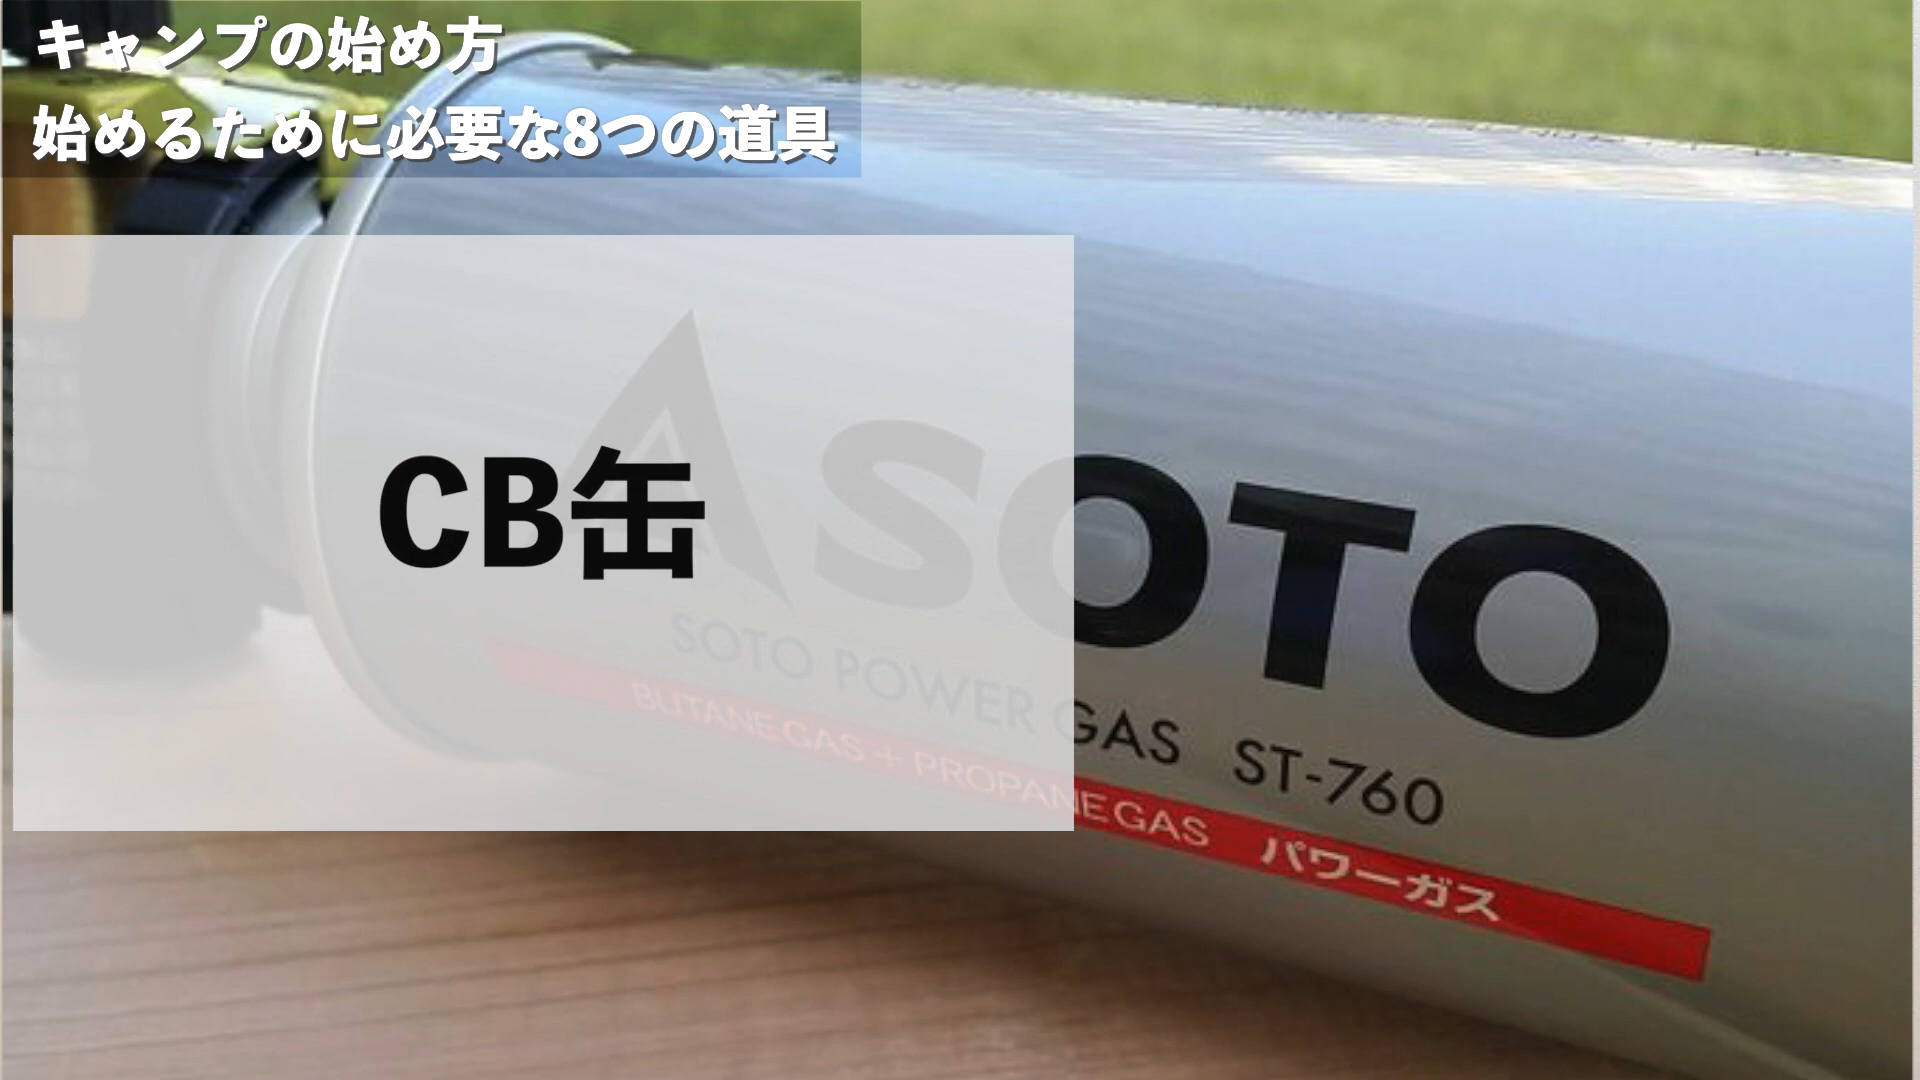 キャンプの始め方
始めるために必要な8つの道具
CB缶
SOTO
SOTO POWER GAS ST-760
BUTANE GAS + PROPANE GAS パワーガス